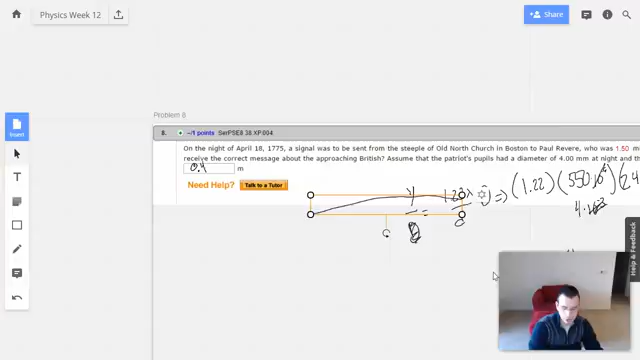 Physics Week 12
Share
Insert
Problem 8
8.
–/1 points SerPSE8 38.XP.004.
On the night of April 18, 1775, a signal was to be sent from the steeple of Old North Church in Boston to Paul Revere, who was 1.50 m
receive the correct message about the approaching British? Assume that the patriot's pupils had a diameter of 4.00 mm at night and th
m
Need Help?
Talk to a Tutor
(1.22) (550
Help & Feedback